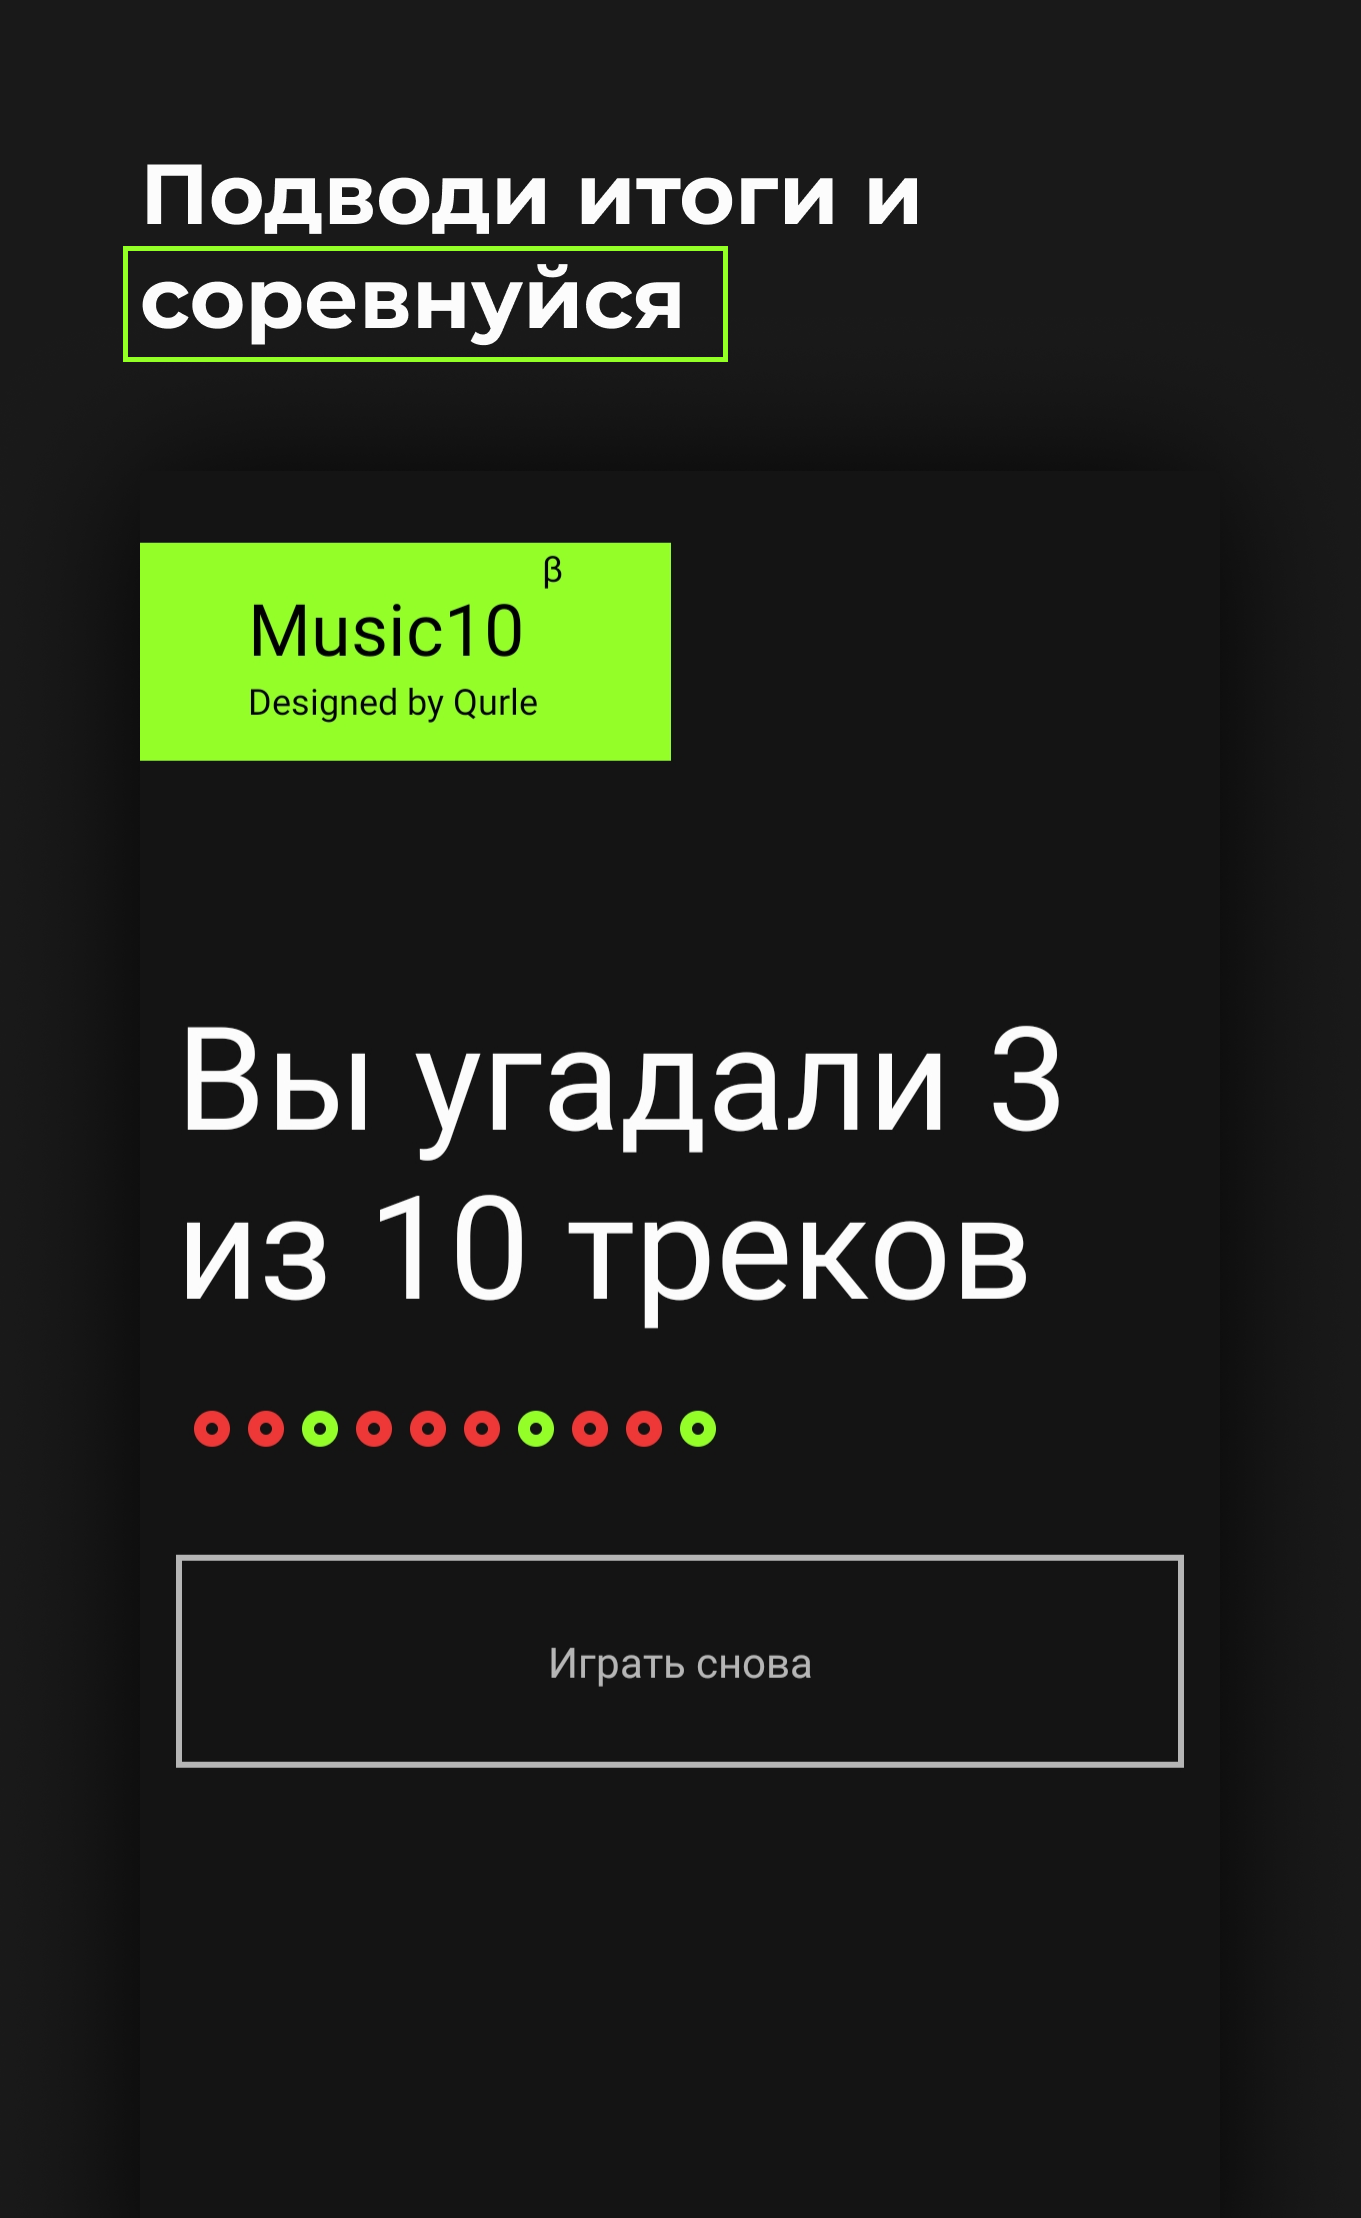 Подводи итоги и
соревнуйся
β
Music10
Designed by Qurle
Вы угадали 3
из 10 треков
Играть снова